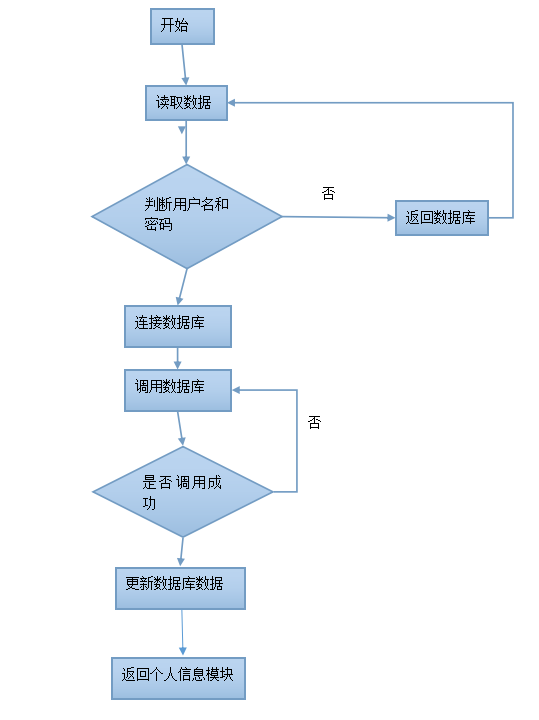 开始
读取数据
判断用户名和
密码
否
返回数据库
连接数据库
调用数据库
否
是否调用成
功
更新数据库数据
返回个人信息模块